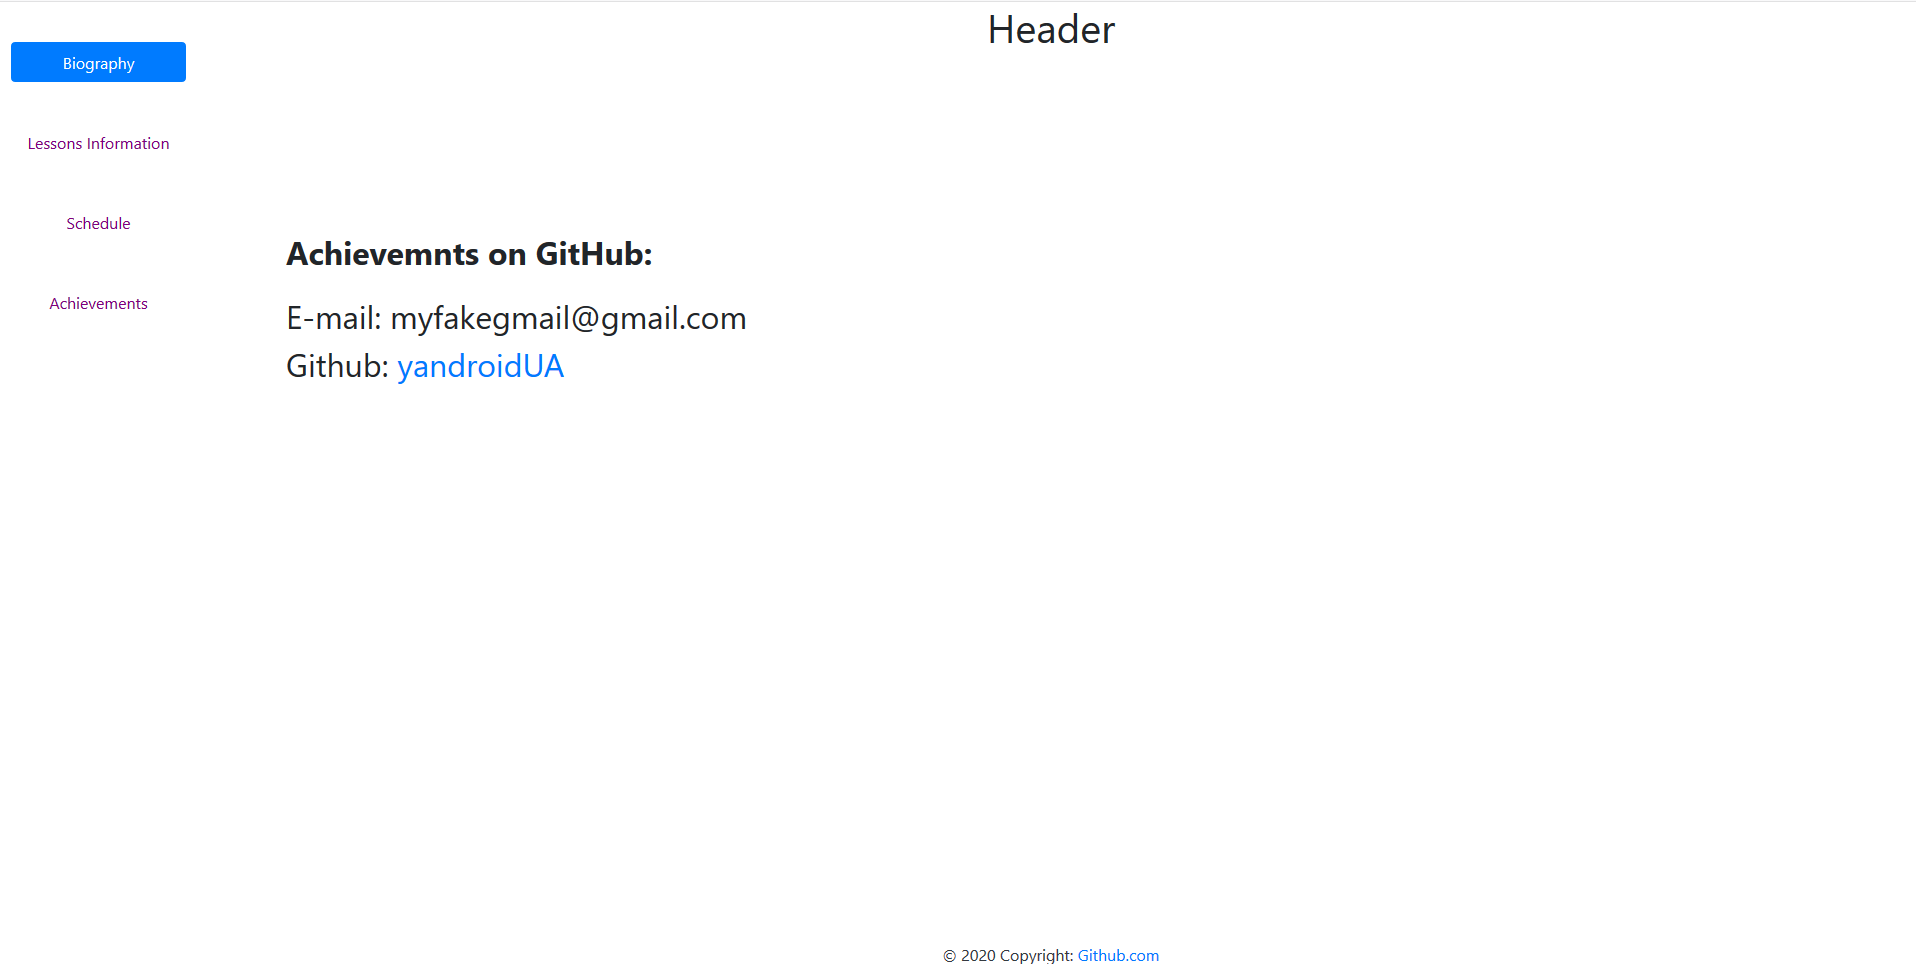 Header
Biography
Lessons Information
Schedule
Achievements
Achievemnts on GitHub:
E-mail: myfakegmail@gmail.com
Github: yandroidUA
© 2020 Copyright: Github.com